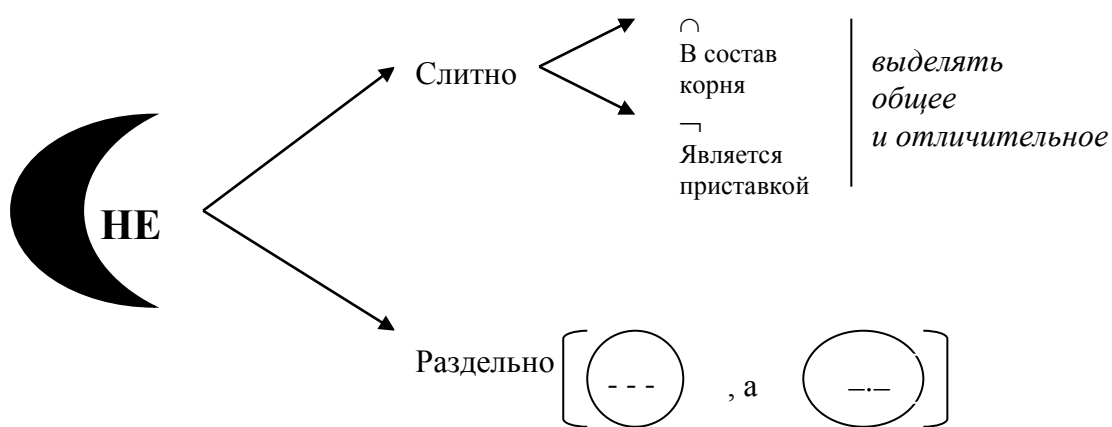 НЕ
Слитно
∩
В состав
корня
¬
Является
приставкой
выделять
общее
и отличительное
Раздельно [ - - - , а —·— ]